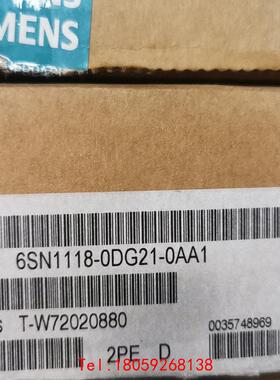 MENS
6SN1118-0DG21-0AA1
S T-W72020880
0035748969
2PE D
Tel:18059268138